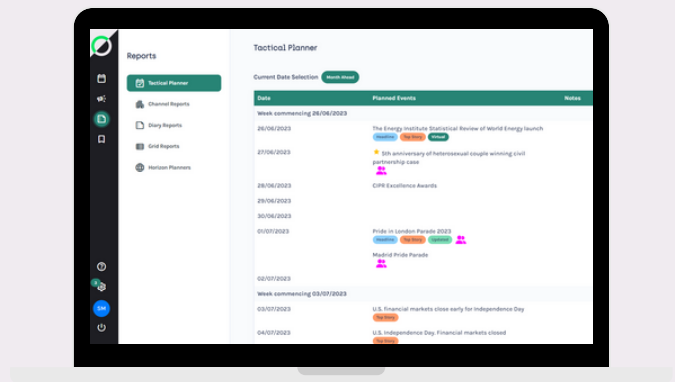 Reports
Tactical Planner
Channel Reports
Diary Reports
Grid Reports
Horizon Planners
SM
Tactical Planner
Current Date Selection Month Ahead
Date Planned Events Notes
Week commencing 26/06/2023
26/06/2023 The Energy Institute Statistical Review of World Energy launch
Headline Top Story Virtual
27/06/2023 5th anniversary of heterosexual couple winning civil
partnership case
28/06/2023 CIPR Excellence Awards
29/06/2023
30/06/2023
01/07/2023 Pride in London Parade 2023
Headline Top Story Updated
Madrid Pride Parade
02/07/2023
Week commencing 03/07/2023
03/07/2023 U.S. financial markets close early for Independence Day
Top Story
04/07/2023 U.S. Independence Day. Financial markets closed
Top Story